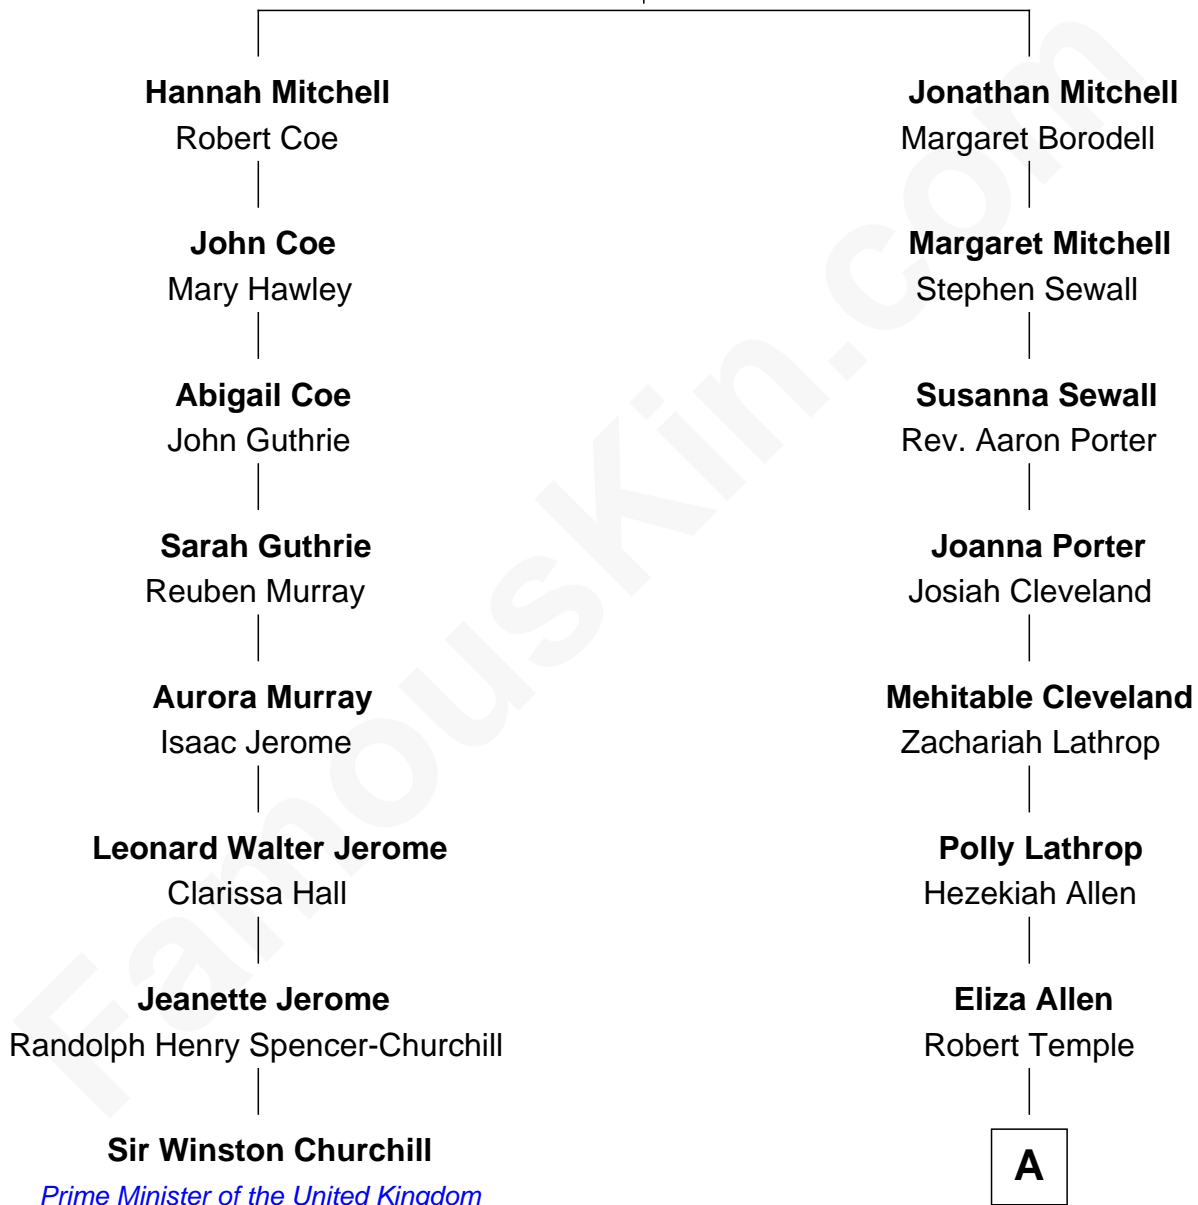 Hannah Mitchell
Robert Coe
John Coe
Mary Hawley
Abigail Coe
John Guthrie
Sarah Guthrie
Reuben Murray
Aurora Murray
Isaac Jerome
Leonard Walter Jerome
Clarissa Hall
Jeanette Jerome
Randolph Henry Spencer-Churchill
Sir Winston Churchill
Prime Minister of the United Kingdom
Jonathan Mitchell
Margaret Borodell
Margaret Mitchell
Stephen Sewall
Susanna Sewall
Rev. Aaron Porter
Joanna Porter
Josiah Cleveland
Mehitable Cleveland
Zachariah Lathrop
Polly Lathrop
Hezekiah Allen
Eliza Allen
Robert Temple
A
FamousKin.com